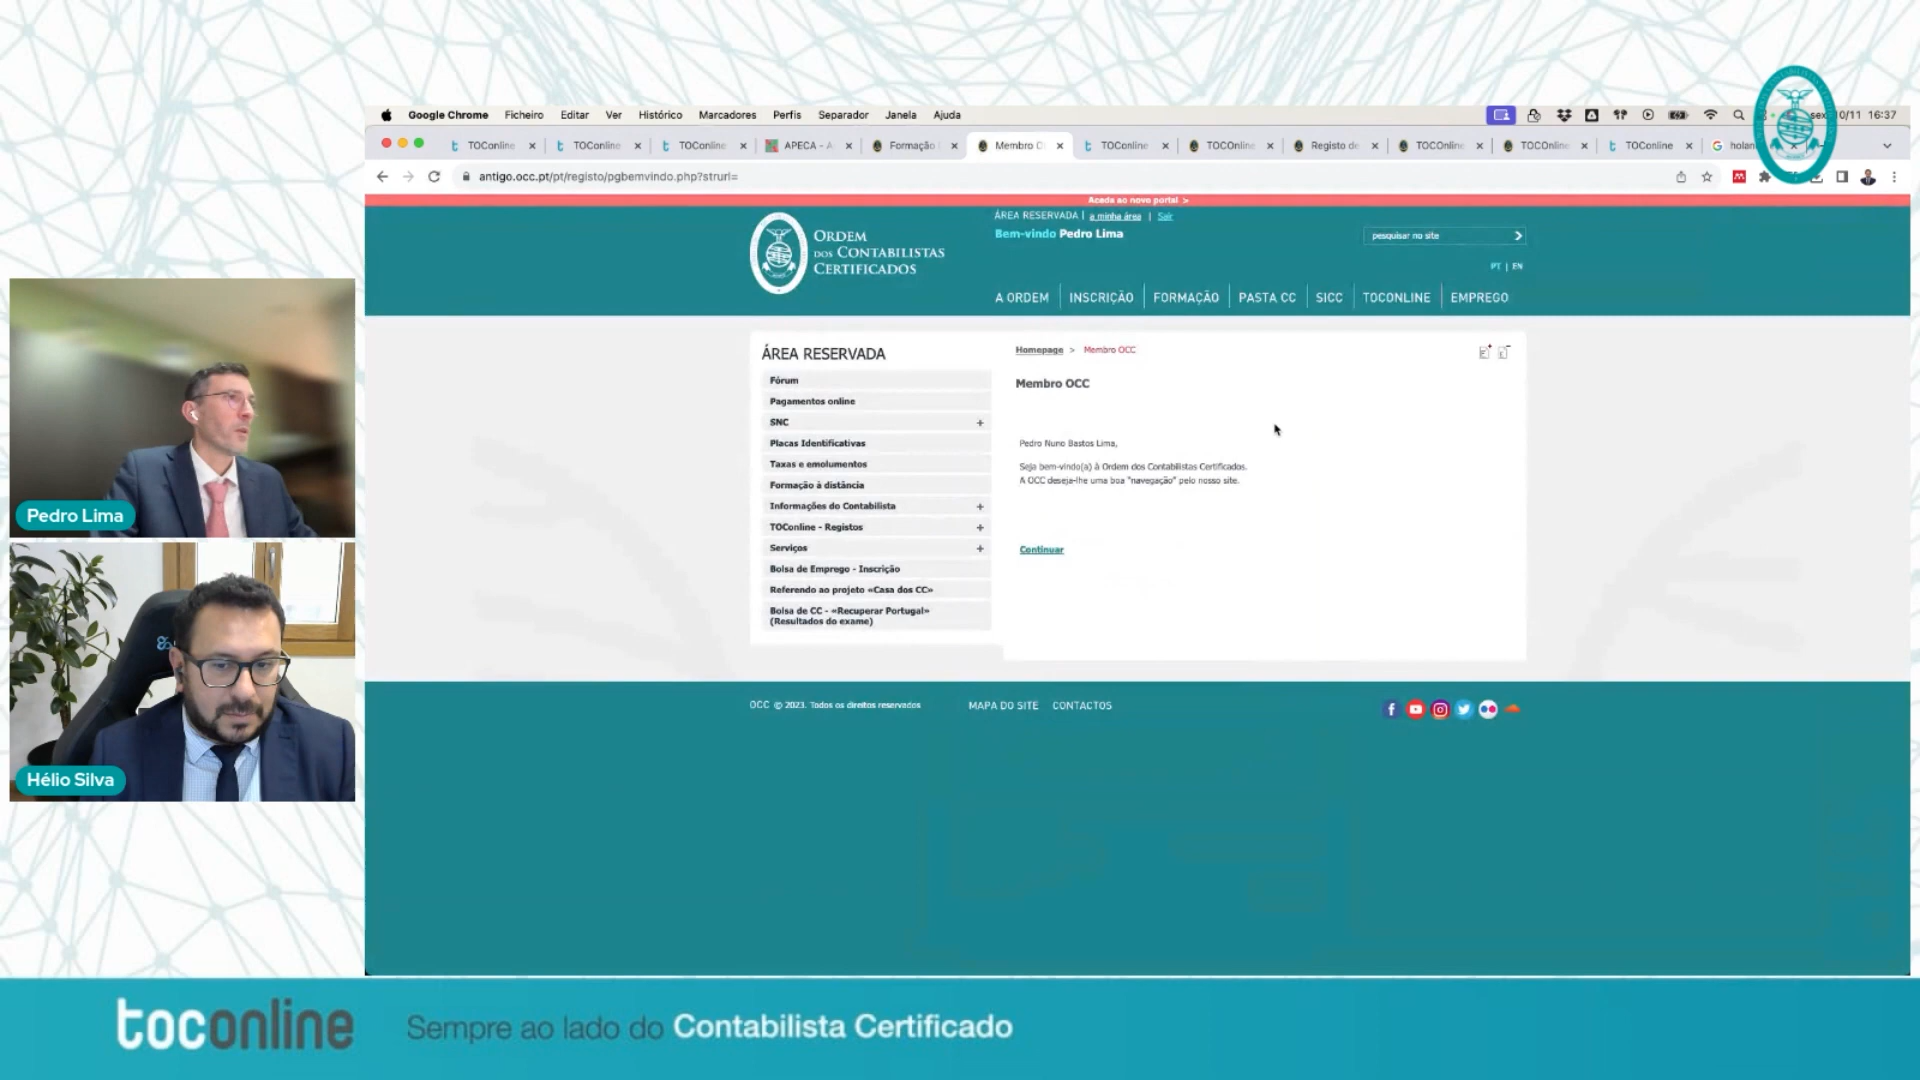 Google Chrome Ficheiro Editar Ver Histórico Marcadores Perfis Separador Janela Ajuda
10/11 16:37
TOConline
TOConline
TOConline
APECA - A
Formação
Membro O
TOConline
TOConline
Registo de
TOConline
TOConline
TOConline
antigo.occ.pt/pt/registo/pgbemvindo.php?strurl=
Aceda ao novo portal >
ÁREA RESERVADA | a minha área | Sair
Bem-vindo Pedro Lima
ORDEM
DOS CONTABILISTAS
CERTIFICADOS
pesquisar no site
PT | EN
A ORDEM
INSCRIÇÃO
FORMAÇÃO
PASTA CC
SICC
TOCONLINE
EMPREGO
ÁREA RESERVADA
Fórum
Pagamentos online
SNC +
Placas Identificativas
Taxas e emolumentos
Formação à distância
Informações do Contabilista +
TOConline - Registos +
Serviços +
Bolsa de Emprego - Inscrição
Referendo ao projeto «Casa dos CC»
Bolsa de CC - «Recuperar Portugal»
(Resultados do exame)
Homepage > Membro OCC
Membro OCC
Pedro Nuno Bastos Lima,
Seja bem-vindo(a) à Ordem dos Contabilistas Certificados.
A OCC deseja-lhe uma boa "navegação" pelo nosso site.
Continuar
OCC © 2023. Todos os direitos reservados
MAPA DO SITE CONTACTOS
Pedro Lima
Hélio Silva
toconline
Sempre ao lado do Contabilista Certificado